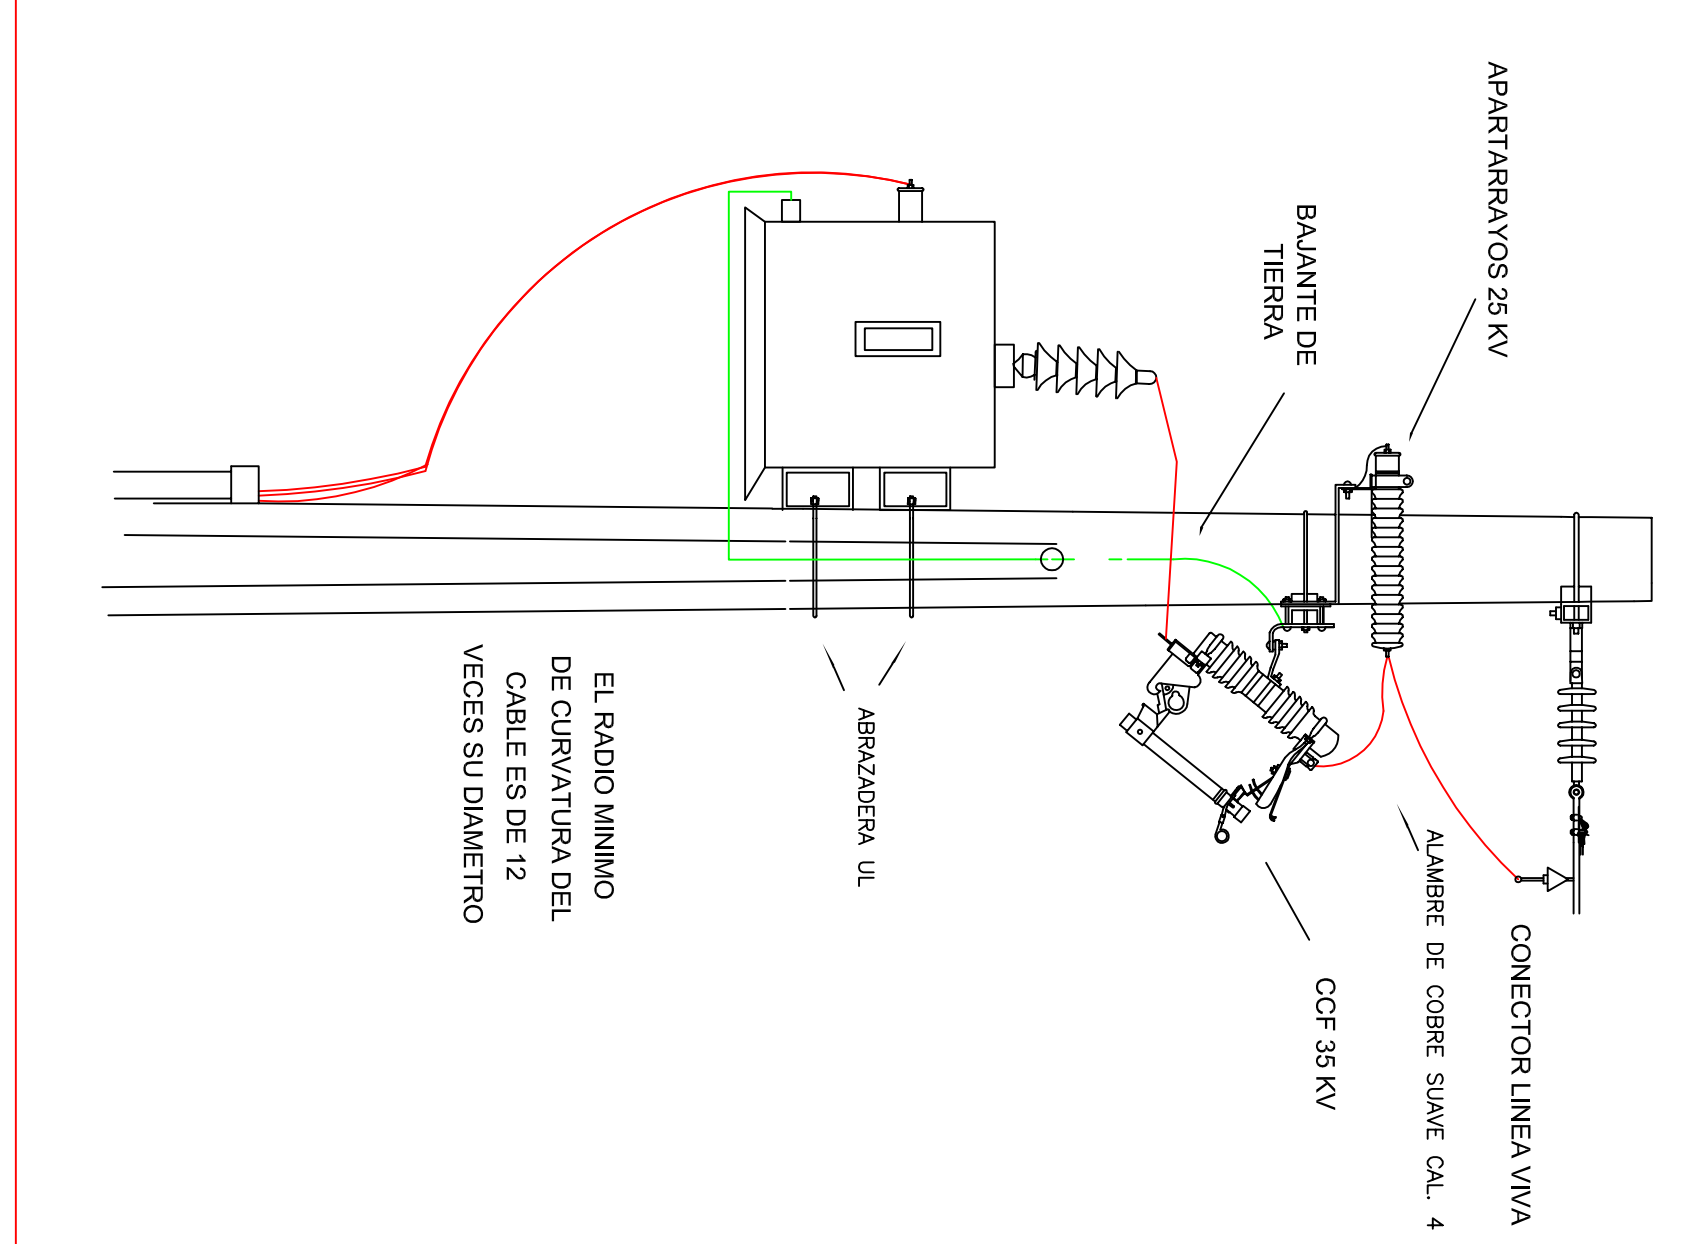 APARTARRAYOS 25 KV
BAJANTE DE
TIERRA
CONECTOR LINEA VIVA
ALAMBRE DE COBRE SUAVE CAL. 4
CCF 35 KV
ABRAZADERA UL
EL RADIO MINIMO
DE CURVATURA DEL
CABLE ES DE 12
VECES SU DIAMETRO